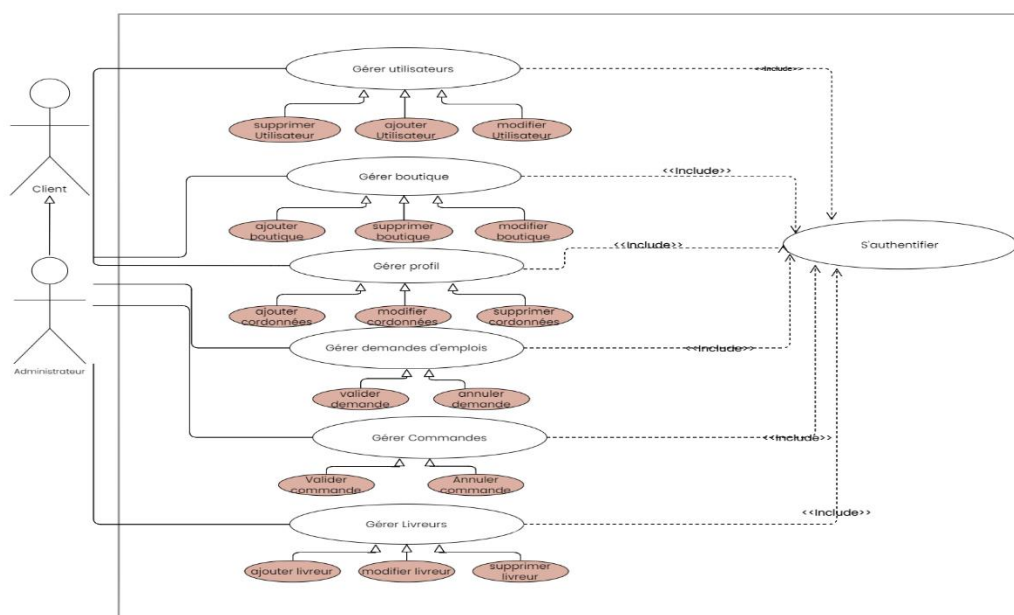 Gérer utilisateurs
<<Include>>
supprimer
Utilisateur
ajouter
Utilisateur
modifier
Utilisateur
Client
Gérer boutique
<<Include>>
ajouter
boutique
supprimer
boutique
modifier
boutique
S'authentifier
<<Include>>
Gérer profil
ajouter
cordonnées
modifier
cordonnées
supprimer
cordonnées
Administrateur
Gérer demandes d'emplois
<<Include>>
valider
demande
annuler
demande
Gérer Commandes
<<Include>>
Valider
commande
Annuler
commande
<<Include>>
Gérer Livreurs
ajouter livreur
modifier livreur
supprimer
livreur